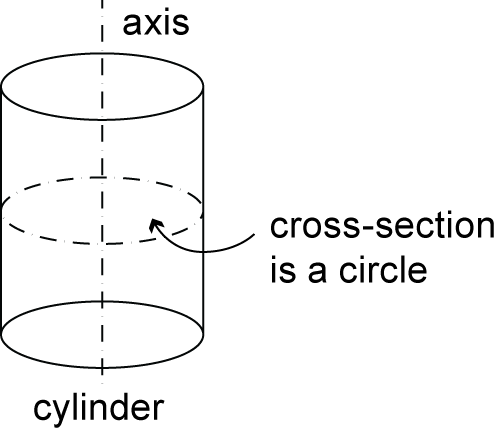 axis
cross-section
is a circle
cylinder